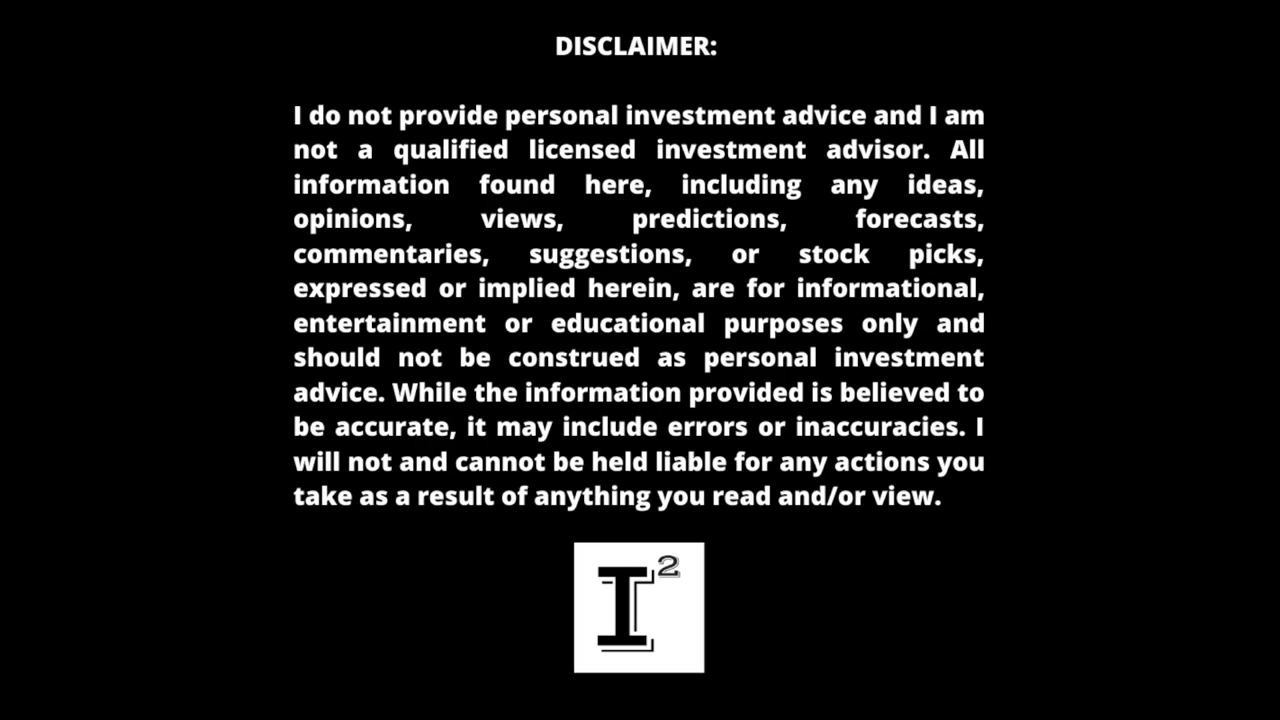 DISCLAIMER:
I do not provide personal investment advice and I am
not a qualified licensed investment advisor. All
information found here, including any ideas,
opinions, views, predictions, forecasts,
commentaries, suggestions, or stock picks,
expressed or implied herein, are for informational,
entertainment or educational purposes only and
should not be construed as personal investment
advice. While the information provided is believed to
be accurate, it may include errors or inaccuracies. I
will not and cannot be held liable for any actions you
take as a result of anything you read and/or view.
I²